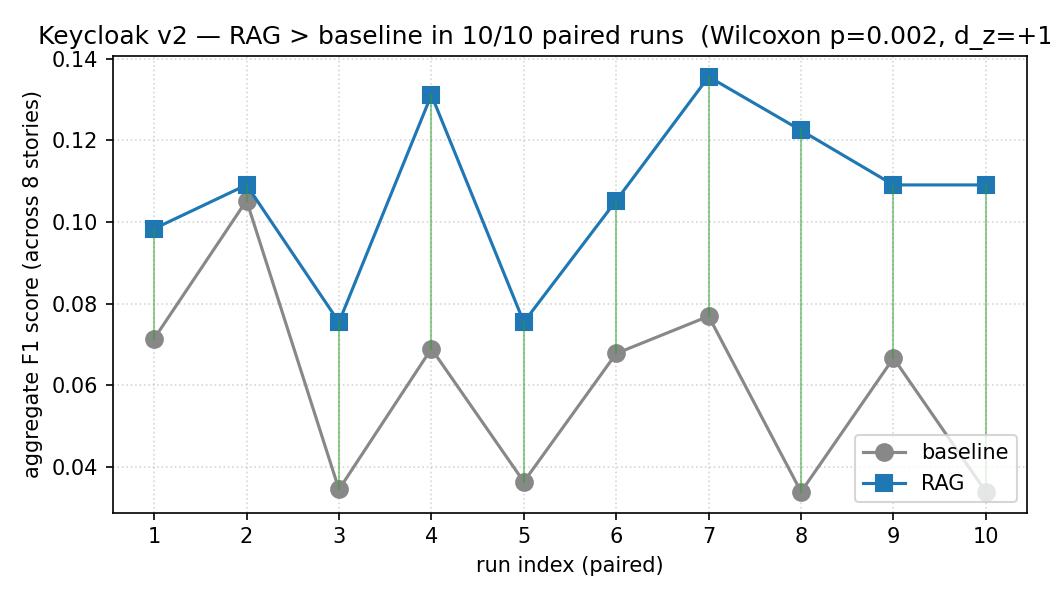 Keycloak v2 — RAG > baseline in 10/10 paired runs (Wilcoxon p=0.002, d_z=+1
0.14
0.12
0.10
0.08
0.06
0.04
aggregate F1 score (across 8 stories)
baseline
RAG
1 2 3 4 5 6 7 8 9 10
run index (paired)